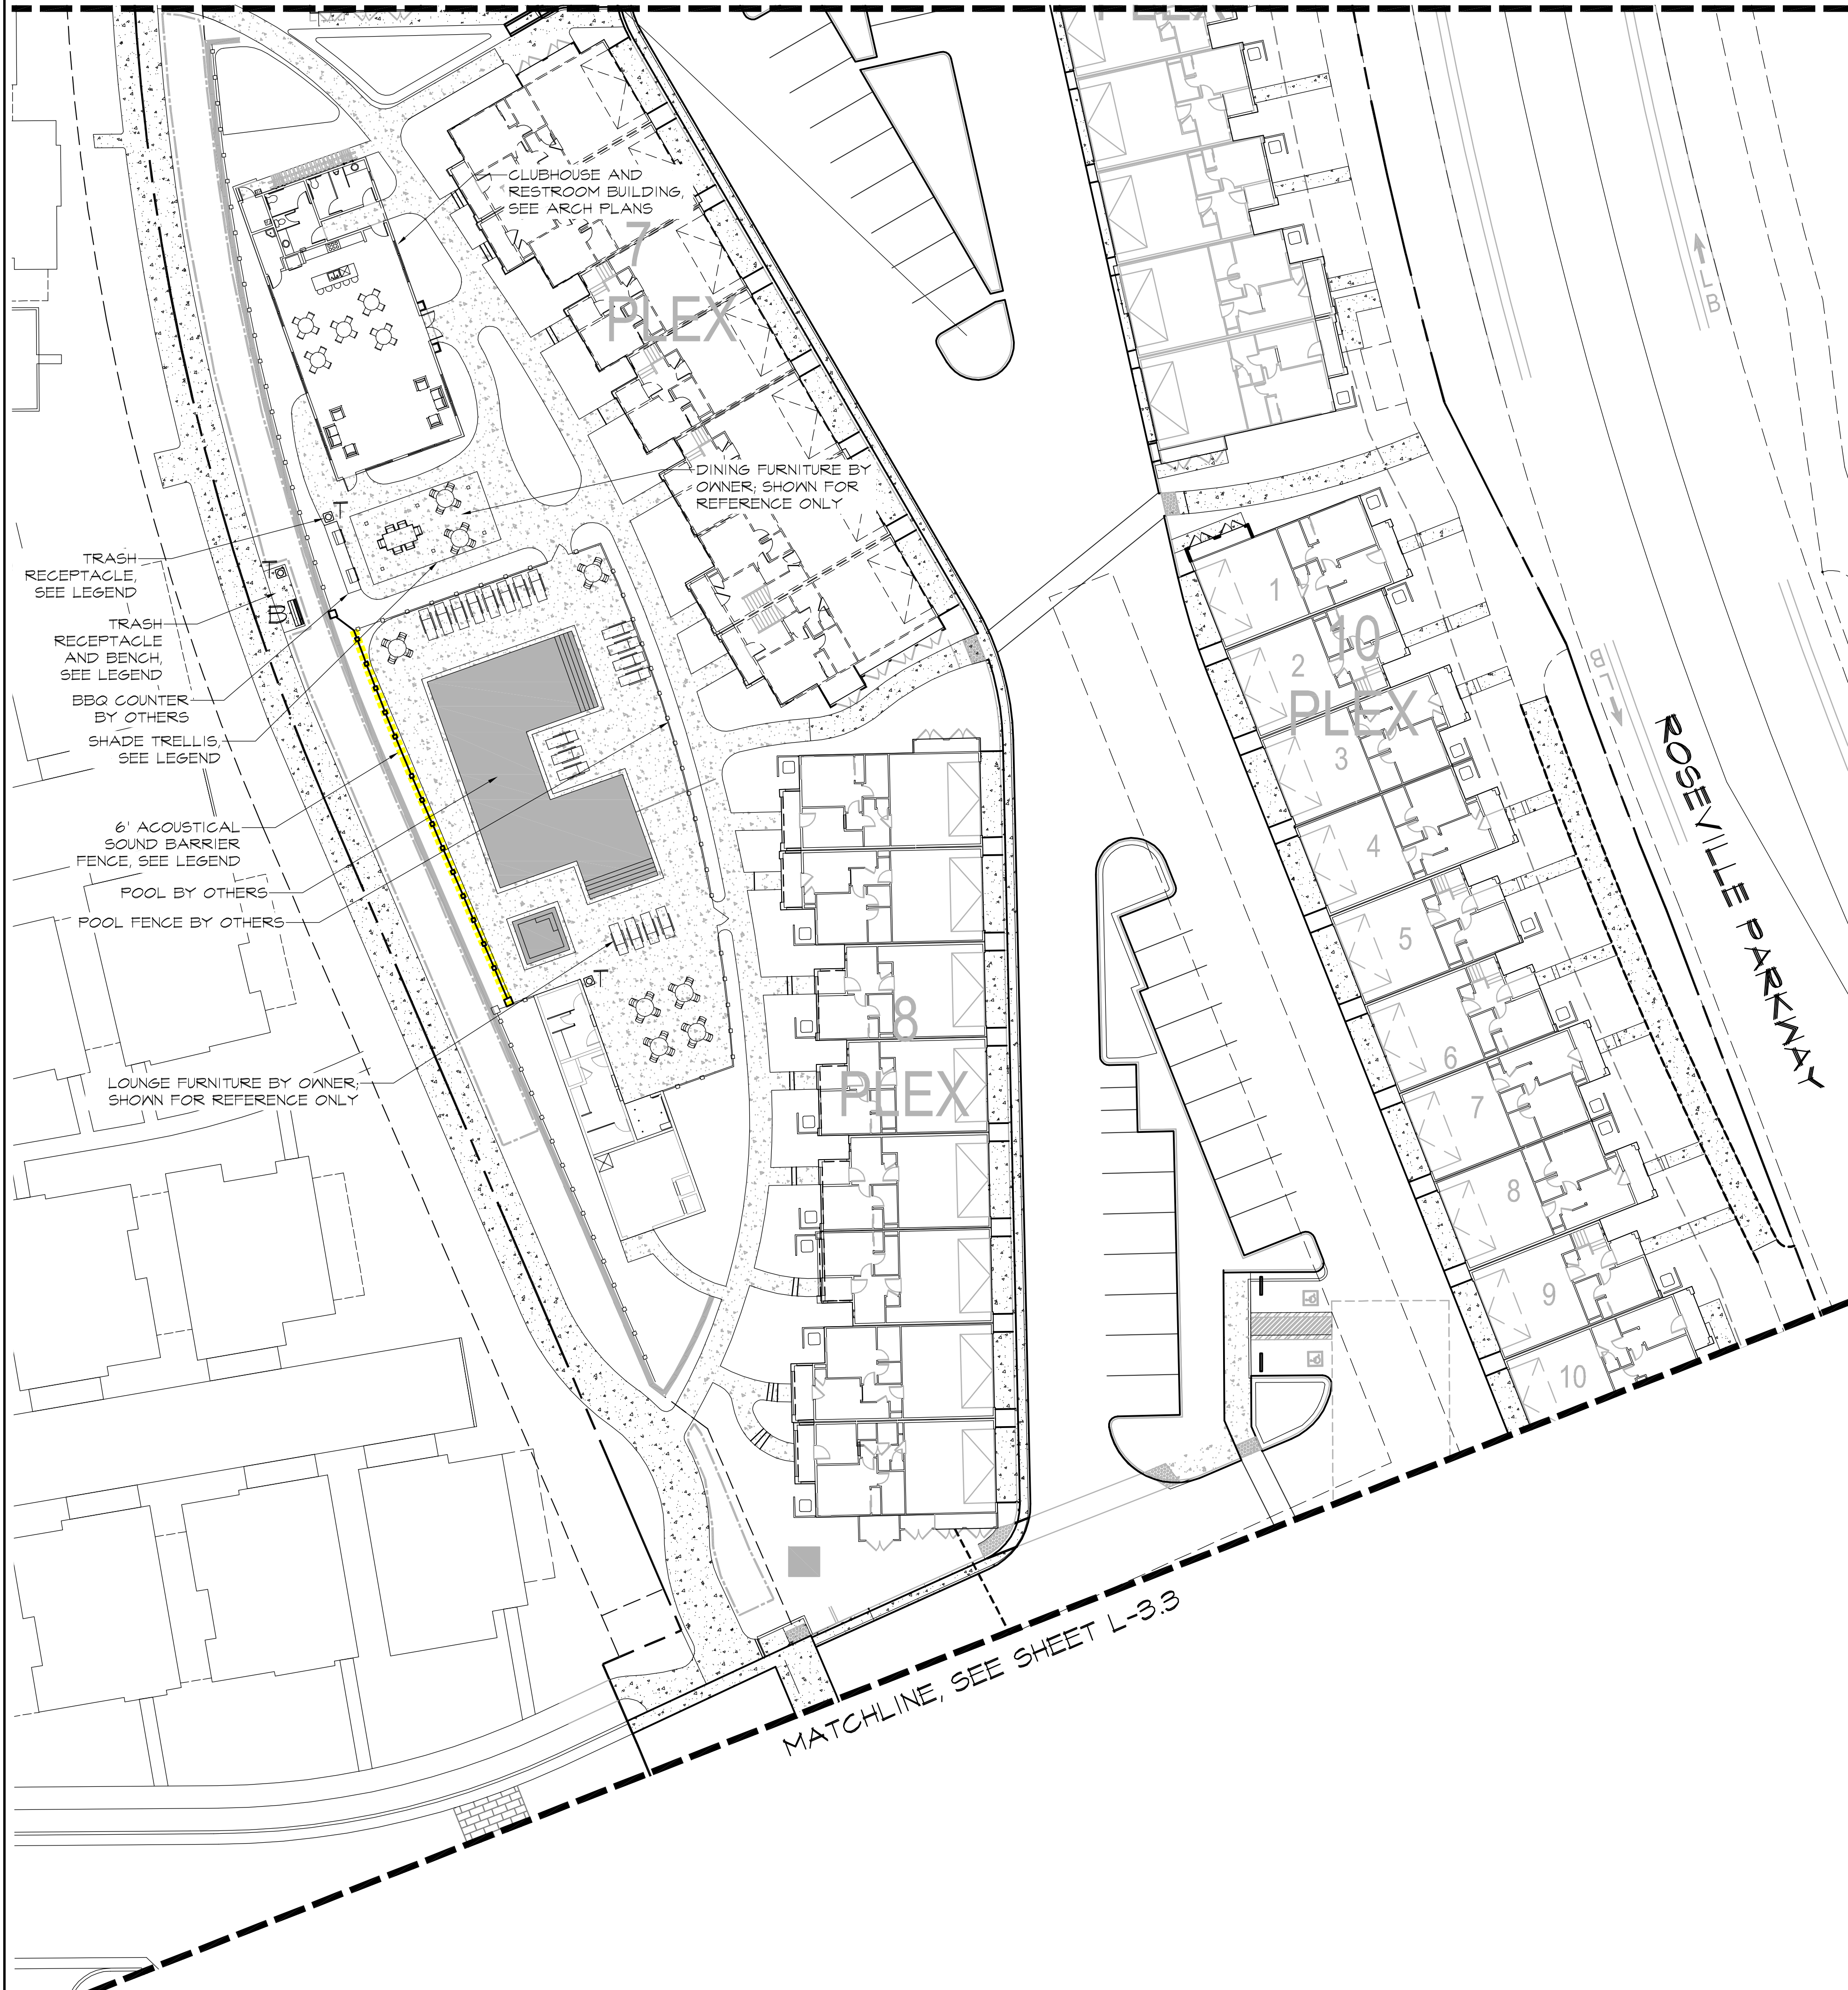 PLEX
CLUBHOUSE AND
RESTROOM BUILDING,
SEE ARCH PLANS
7
PLEX
LB
DINING FURNITURE BY
OWNER; SHOWN FOR
REFERENCE ONLY
T
TRASH
RECEPTACLE,
SEE LEGEND
T
B
TRASH
RECEPTACLE
AND BENCH,
SEE LEGEND
BBQ COUNTER
BY OTHERS
SHADE TRELLIS,
SEE LEGEND
6' ACOUSTICAL
SOUND BARRIER
FENCE, SEE LEGEND
POOL BY OTHERS
POOL FENCE BY OTHERS
T
LOUNGE FURNITURE BY OWNER;
SHOWN FOR REFERENCE ONLY
8
PLEX
10
PLEX
1
2
3
4
5
6
7
8
9
10
ROSEVILLE PARKWAY
MATCHLINE, SEE SHEET L-3.3